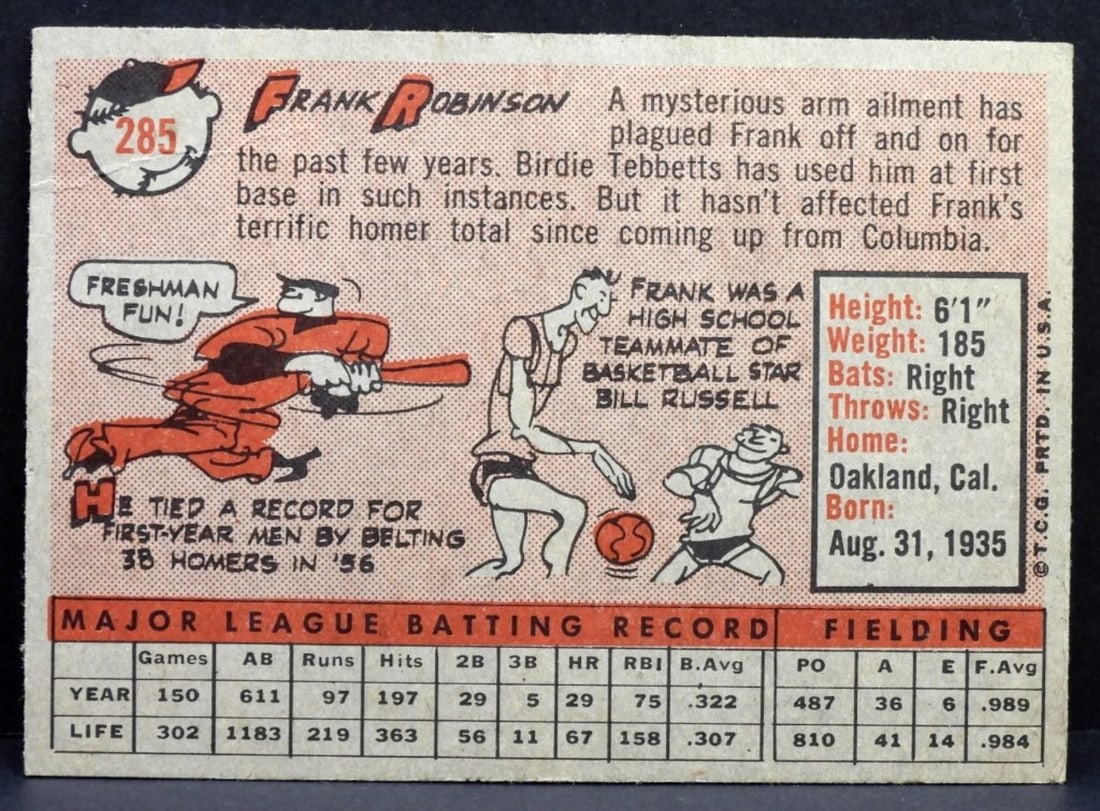 285
FRANK ROBINSON
A mysterious arm ailment has
plagued Frank off and on for
the past few years. Birdie Tebbetts has used him at first
base in such instances. But it hasn't affected Frank's
terrific homer total since coming up from Columbia.
FRESHMAN
FUN!
HE TIED A RECORD FOR
FIRST-YEAR MEN BY BELTING
38 HOMERS IN '56
FRANK WAS A
HIGH SCHOOL
TEAMMATE OF
BASKETBALL STAR
BILL RUSSELL
Height: 6'1"
Weight: 185
Bats: Right
Throws: Right
Home:
Oakland, Cal.
Born:
Aug. 31, 1935
© T.C.G. PRTD. IN U.S.A.
MAJOR LEAGUE BATTING RECORD FIELDING
Games AB Runs Hits 2B 3B HR RBI B.Avg PO A E F.Avg
YEAR 150 611 97 197 29 5 29 75 .322 487 36 6 .989
LIFE 302 1183 219 363 56 11 67 158 .307 810 41 14 .984